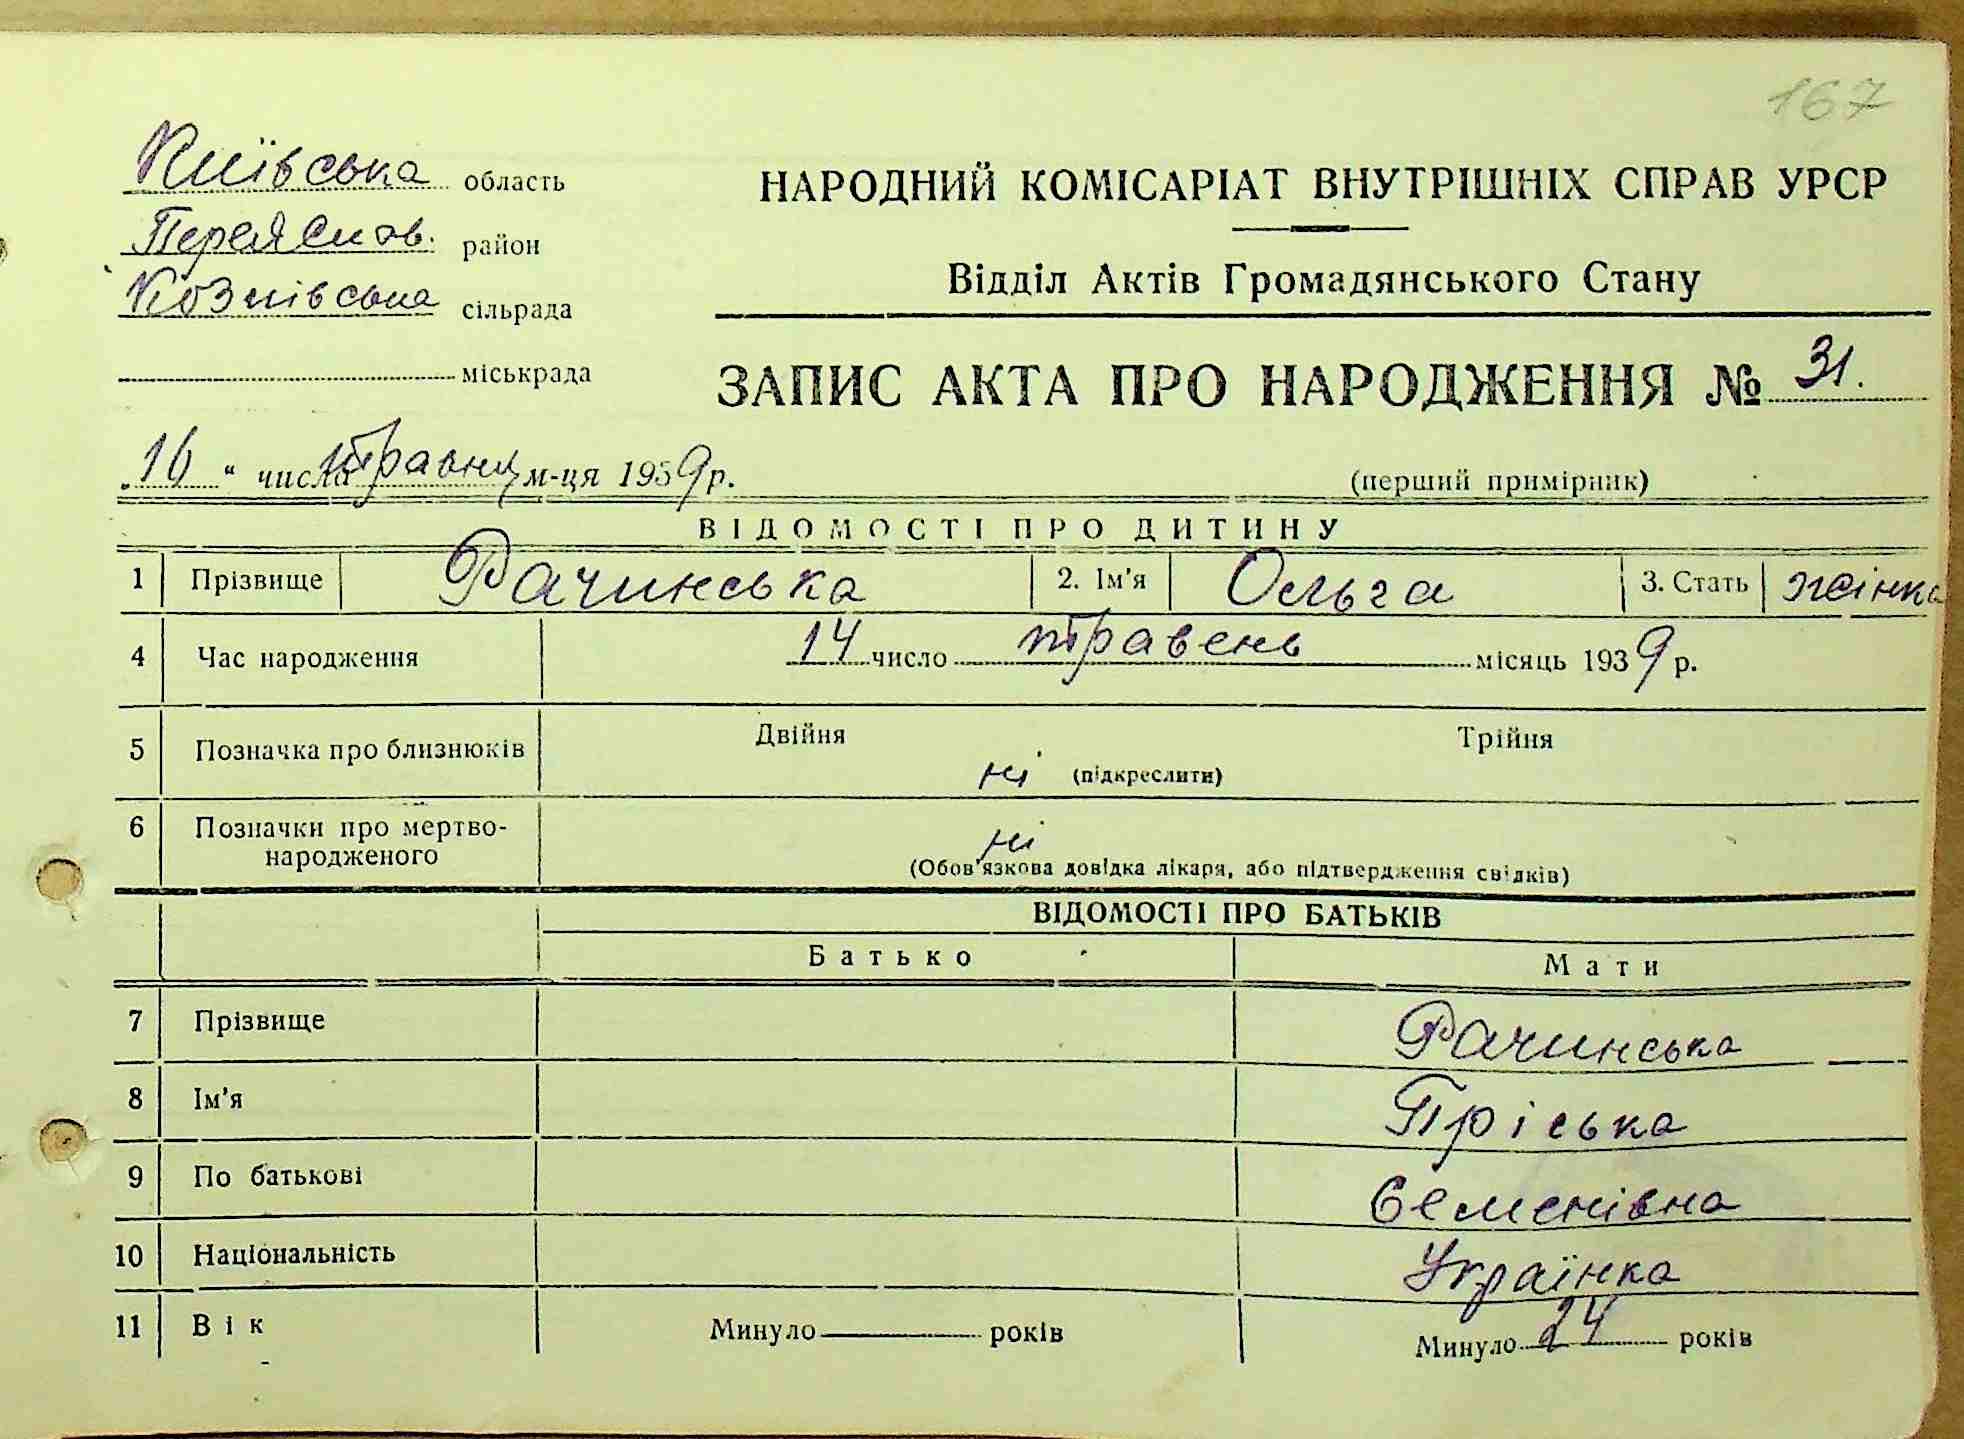 167
Київська область
Переяслов. район
Козлівська сільрада
міськрада
НАРОДНИЙ КОМІСАРІАТ ВНУТРІШНІХ СПРАВ УРСР
Відділ Актів Громадянського Стану
ЗАПИС АКТА ПРО НАРОДЖЕННЯ № 31.
„16“ числа травня м-ця 1939 р.
(перший примірник)
ВІДОМОСТІ ПРО ДИТИНУ
1 Прізвище Рачинська 2. Ім'я Ольга 3. Стать жінка
4 Час народження 14 число травень місяць 1939 р.
5 Позначка про близнюків Двійня Трійня
ні (підкреслити)
6 Позначки про мертво-
народженого ні
(Обов'язкова довідка лікаря, або підтвердження свідків)
ВІДОМОСТІ ПРО БАТЬКІВ
Батько Мати
7 Прізвище Рачинська
8 Ім'я Пріська
9 По батькові Семенівна
10 Національність Українка
11 Вік Минуло років Минуло 24 років